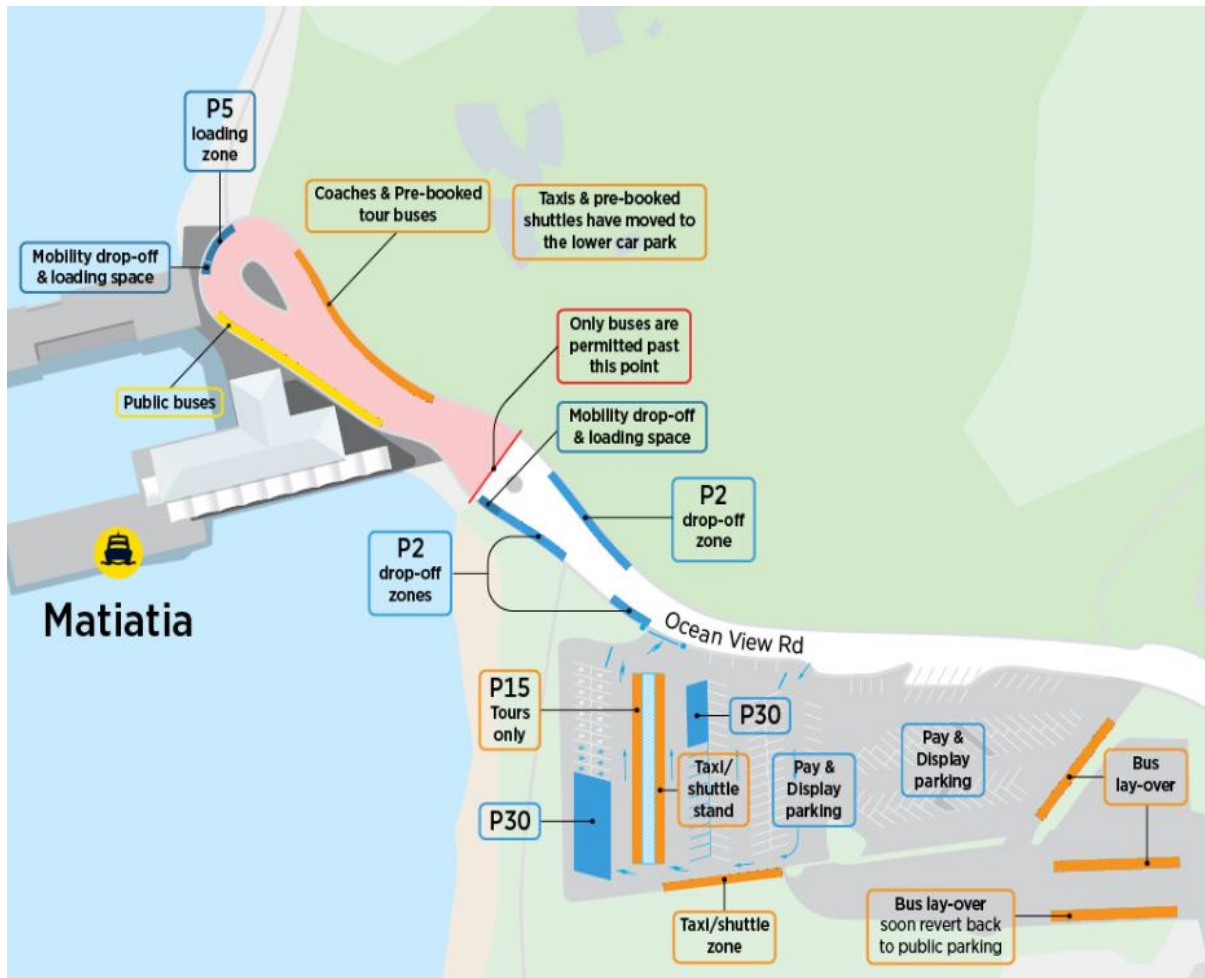 P5
loading
zone
Coaches & Pre-booked
tour buses
Taxis & pre-booked
shuttles have moved to
the lower car park
Mobility drop-off
& loading space
Only buses are
permitted past
this point
Public buses
Mobility drop-off
& loading space
P2
drop-off
zone
P2
drop-off
zones
Matiatia
Ocean View Rd
P15
Tours
only
P30
Pay &
Display
parking
Bus
lay-over
Taxi/
shuttle
stand
Pay &
Display
parking
P30
Bus lay-over
soon revert back
to public parking
Taxi/shuttle
zone